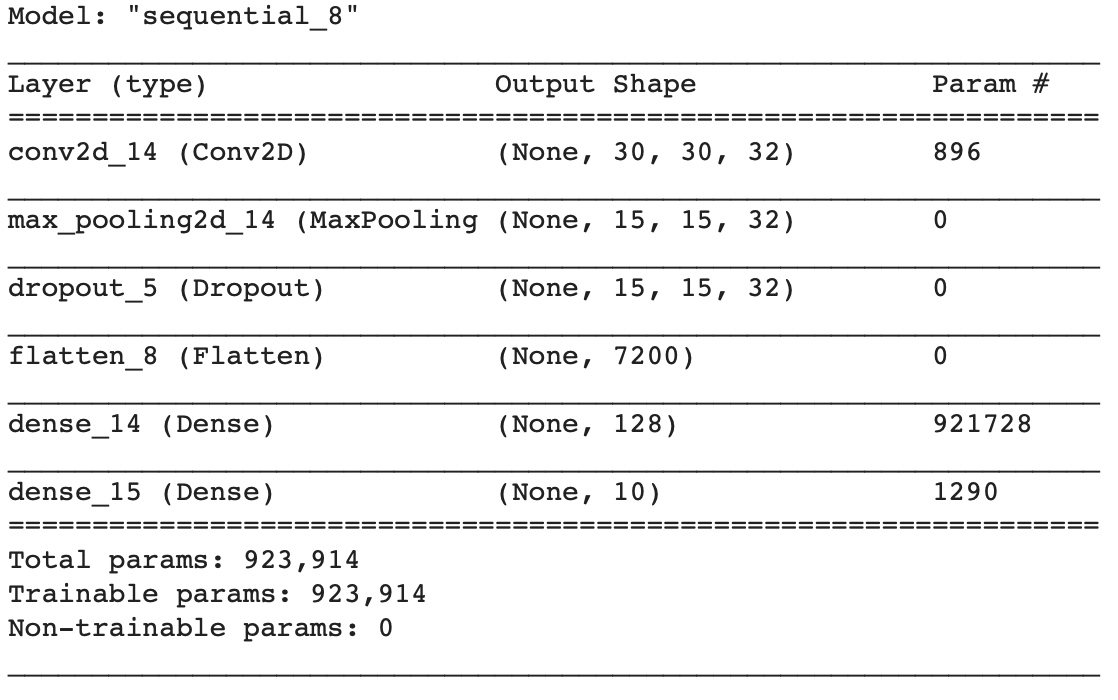 Model: "sequential_8"
Layer (type) Output Shape Param #
conv2d_14 (Conv2D) (None, 30, 30, 32) 896
max_pooling2d_14 (MaxPooling (None, 15, 15, 32) 0
dropout_5 (Dropout) (None, 15, 15, 32) 0
flatten_8 (Flatten) (None, 7200) 0
dense_14 (Dense) (None, 128) 921728
dense_15 (Dense) (None, 10) 1290
Total params: 923,914
Trainable params: 923,914
Non-trainable params: 0